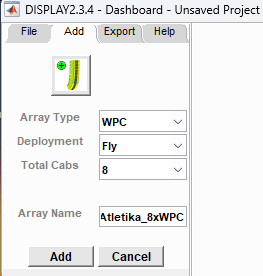 DISPLAY2.3.4 - Dashboard - Unsaved Project
File Add Export Help
Array Type WPC
Deployment Fly
Total Cabs 8
Array Name Atletika_8xWPC
Add Cancel